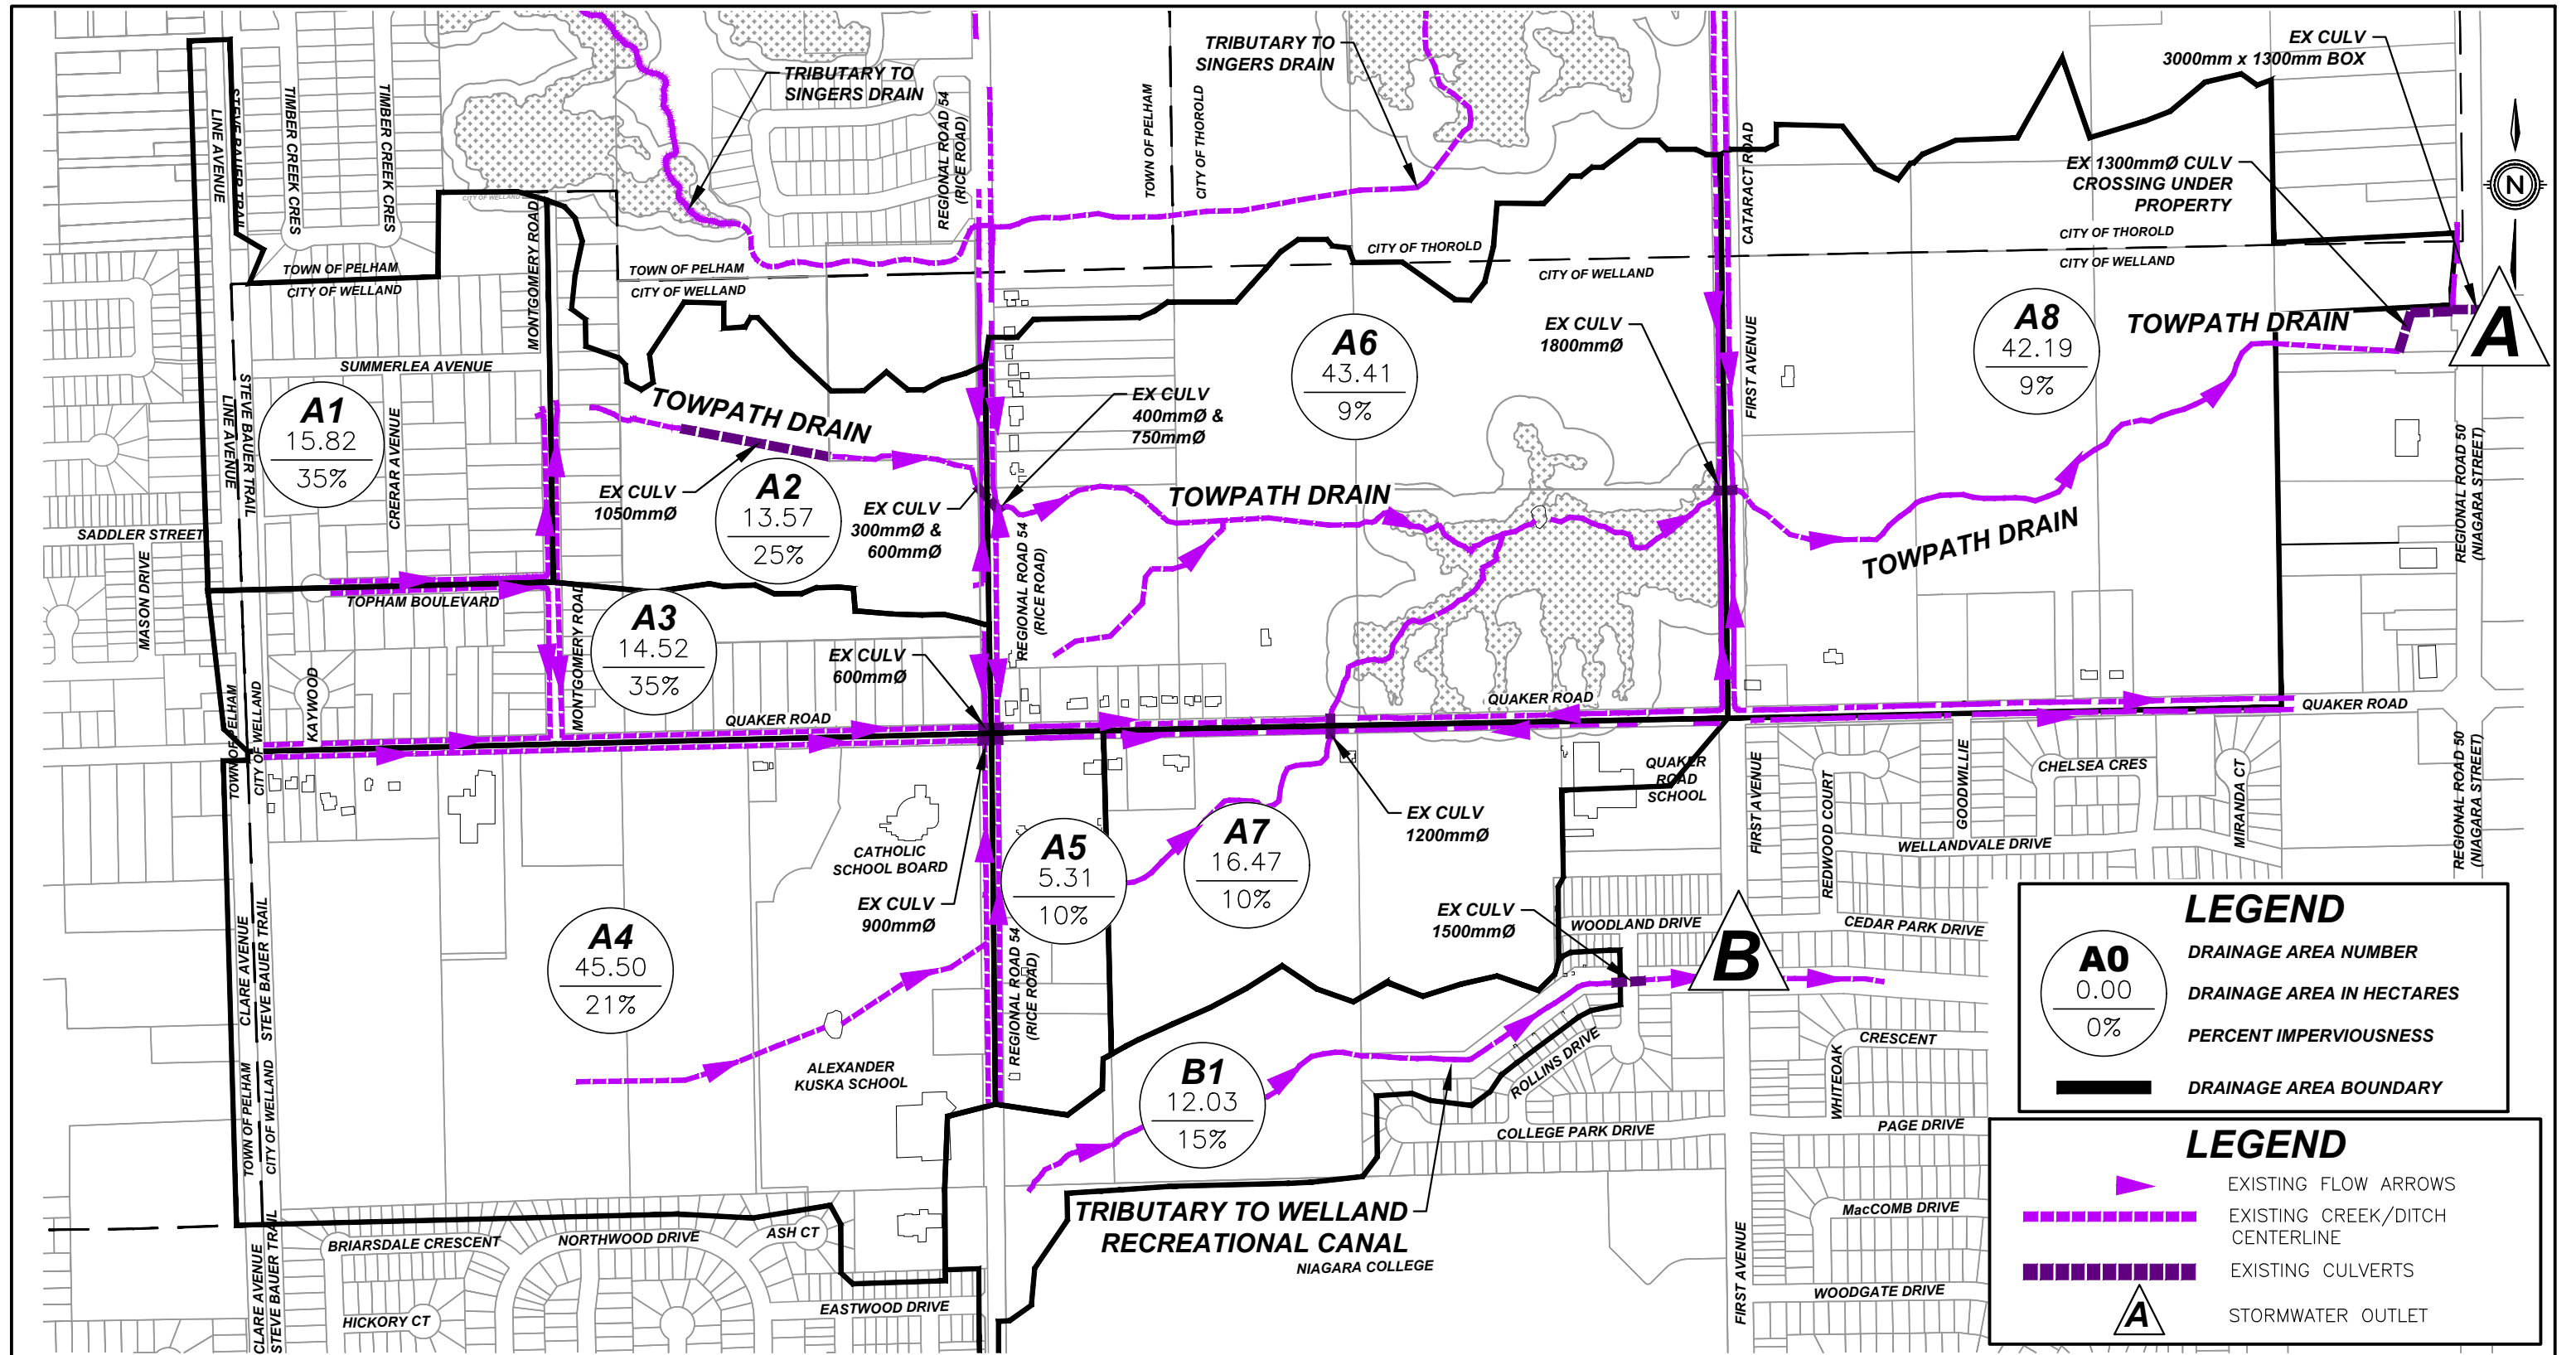 TRIBUTARY TO
SINGERS DRAIN
TRIBUTARY TO
SINGERS DRAIN
EX CULV
3000mm x 1300mm BOX
EX 1300mmØ CULV
CROSSING UNDER
PROPERTY
N
LINE AVENUE
STEVE BAUER TRAIL
TIMBER CREEK CRES
TIMBER CREEK CRES
REGIONAL ROAD 54
(RICE ROAD)
TOWN OF PELHAM
CITY OF THOROLD
CATARACT ROAD
MONTGOMERY ROAD
TOWN OF PELHAM
CITY OF WELLAND
TOWN OF PELHAM
CITY OF WELLAND
CITY OF THOROLD
CITY OF WELLAND
CITY OF THOROLD
CITY OF WELLAND
SUMMERLEA AVENUE
A1
15.82
35%
STEVE BAUER TRAIL
LINE AVENUE
CRERAR AVENUE
TOWPATH DRAIN
EX CULV
1050mmØ
A2
13.57
25%
EX CULV
300mmØ &
600mmØ
EX CULV
400mmØ &
750mmØ
A6
43.41
9%
EX CULV
1800mmØ
FIRST AVENUE
A8
42.19
9%
TOWPATH DRAIN
A
TOWPATH DRAIN
TOWPATH DRAIN
REGIONAL ROAD 50
(NIAGARA STREET)
SADDLER STREET
MASON DRIVE
TOPHAM BOULEVARD
MONTGOMERY ROAD
A3
14.52
35%
EX CULV
600mmØ
REGIONAL ROAD 54
(RICE ROAD)
TOWN OF PELHAM
CITY OF WELLAND
KAYWOOD
QUAKER ROAD
QUAKER ROAD
QUAKER ROAD
QUAKER
ROAD
SCHOOL
FIRST AVENUE
REDWOOD COURT
GOODWILLIE
CHELSEA CRES
MIRANDA CT
WELLANDVALE DRIVE
REGIONAL ROAD 50
(NIAGARA STREET)
CATHOLIC
SCHOOL BOARD
EX CULV
900mmØ
A5
5.31
10%
A7
16.47
10%
EX CULV
1200mmØ
EX CULV
1500mmØ
WOODLAND DRIVE
CEDAR PARK DRIVE
B
A4
45.50
21%
CLARE AVENUE
STEVE BAUER TRAIL
TOWN OF PELHAM
CITY OF WELLAND
REGIONAL ROAD 54
(RICE ROAD)
ALEXANDER
KUSKA SCHOOL
B1
12.03
15%
ROLLINS DRIVE
COLLEGE PARK DRIVE
WHITEOAK
CRESCENT
PAGE DRIVE
MacCOMB DRIVE
WOODGATE DRIVE
FIRST AVENUE
TRIBUTARY TO WELLAND
RECREATIONAL CANAL
NIAGARA COLLEGE
BRIARSDALE CRESCENT
NORTHWOOD DRIVE
ASH CT
EASTWOOD DRIVE
HICKORY CT
CLARE AVENUE
STEVE BAUER TRAIL
LEGEND
A0
0.00
0%
DRAINAGE AREA NUMBER
DRAINAGE AREA IN HECTARES
PERCENT IMPERVIOUSNESS
DRAINAGE AREA BOUNDARY
LEGEND
EXISTING FLOW ARROWS
EXISTING CREEK/DITCH
CENTERLINE
EXISTING CULVERTS
A
STORMWATER OUTLET